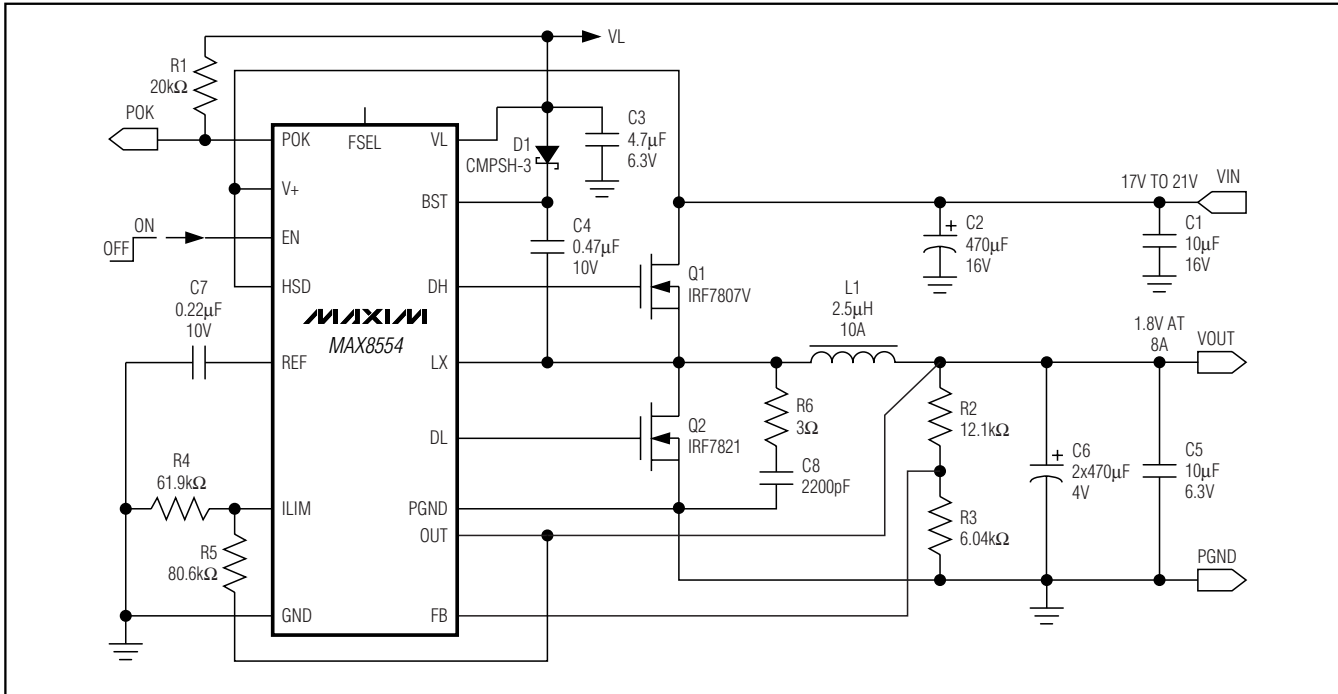 VL
R1
20kΩ
POK
POK
FSEL
VL
D1
CMPSH-3
C3
4.7µF
6.3V
V+
BST
17V TO 21V
VIN
ON
OFF
EN
C4
0.47µF
10V
C2
470µF
16V
C1
10µF
16V
HSD
DH
Q1
IRF7807V
C7
0.22µF
10V
MAXIM
MAX8554
L1
2.5µH
10A
1.8V AT
8A
VOUT
REF
LX
R6
3Ω
R2
12.1kΩ
DL
Q2
IRF7821
C8
2200pF
C6
2x470µF
4V
C5
10µF
6.3V
R4
61.9kΩ
ILIM
PGND
OUT
R3
6.04kΩ
R5
80.6kΩ
PGND
GND
FB